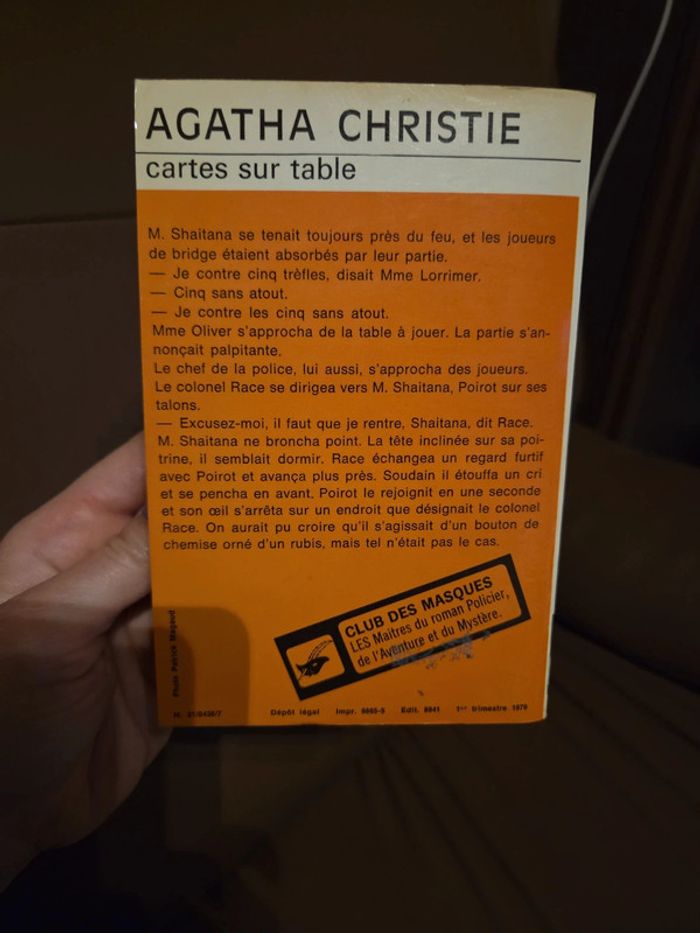 AGATHA CHRISTIE
cartes sur table
M. Shaitana se tenait toujours près du feu, et les joueurs
de bridge étaient absorbés par leur partie.
— Je contre cinq trèfles, disait Mme Lorrimer.
— Cinq sans atout.
— Je contre les cinq sans atout.
Mme Oliver s'approcha de la table à jouer. La partie s'an-
nonçait palpitante.
Le chef de la police, lui aussi, s'approcha des joueurs.
Le colonel Race se dirigea vers M. Shaitana, Poirot sur ses
talons.
— Excusez-moi, il faut que je rentre, Shaitana, dit Race.
M. Shaitana ne broncha point. La tête inclinée sur sa poi-
trine, il semblait dormir. Race échangea un regard furtif
avec Poirot et avança plus près. Soudain il étouffa un cri
et se pencha en avant. Poirot le rejoignit en une seconde
et son œil s'arrêta sur un endroit que désignait le colonel
Race. On aurait pu croire qu'il s'agissait d'un bouton de
chemise orné d'un rubis, mais tel n'était pas le cas.
CLUB DES MASQUES
LES Maîtres du roman Policier,
de l'Aventure et du Mystère.
Photo Patrick Magaud
Dépôt légal Impr. Edit. 1er trimestre 1979